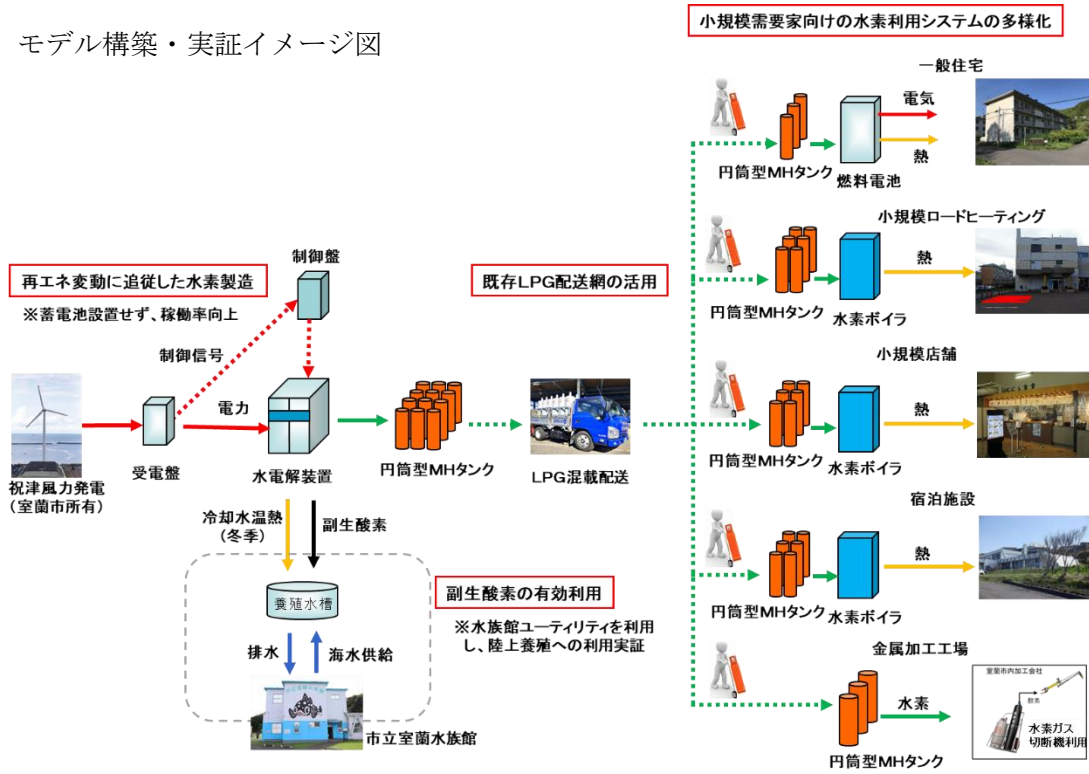 モデル構築・実証イメージ図
小規模需要家向けの水素利用システムの多様化
一般住宅
電気
熱
円筒型MHタンク
燃料電池
小規模ロードヒーティング
熱
円筒型MHタンク
水素ボイラ
小規模店舗
熱
円筒型MHタンク
水素ボイラ
宿泊施設
熱
円筒型MHタンク
水素ボイラ
金属加工工場
水素
円筒型MHタンク
室蘭市内加工会社
酸素
水素ガス
切断機利用
再エネ変動に追従した水素製造
※蓄電池設置せず、稼働率向上
制御盤
制御信号
電力
祝津風力発電
(室蘭市所有)
受電盤
水電解装置
円筒型MHタンク
既存LPG配送網の活用
LPG混載配送
冷却水温熱
(冬季)
副生酸素
養殖水槽
排水
海水供給
市立室蘭水族館
副生酸素の有効利用
※水族館ユーティリティを利用
し、陸上養殖への利用実証